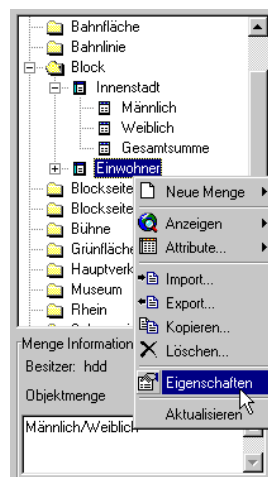 Bahnfläche
Bahnlinie
Block
Innenstadt
Männlich
Weiblich
Gesamtsumme
Einwohner
Blockseite
Blockseite
Bühne
Grünfläche
Hauptverk
Museum
Rhein
Neue Menge
Anzeigen
Attribute...
Import...
Export...
Kopieren...
Löschen...
Eigenschaften
Aktualisieren
Menge Information
Besitzer: hdd
Objektmenge
Männlich/Weiblich